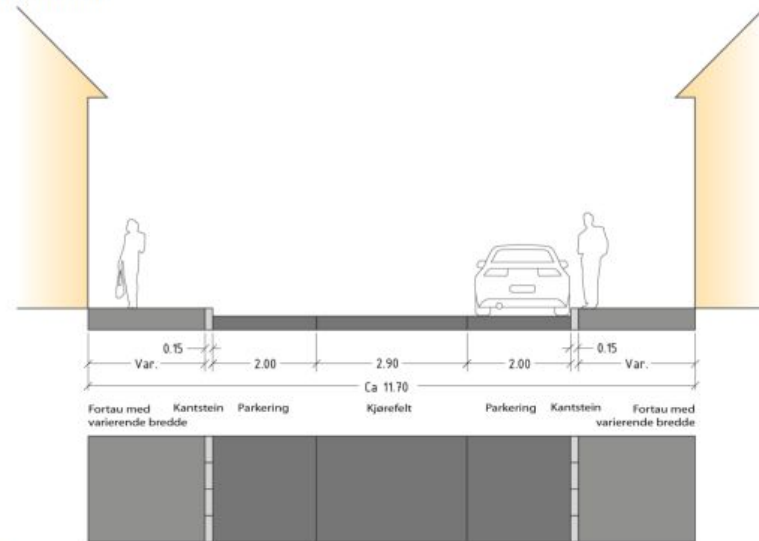 0.15 0.15
Var. 2.00 2.90 2.00 Var.
Ca 11.70
Fortau med Kantstein Parkering Kjørefelt Parkering Kantstein Fortau med
varierende bredde varierende bredde